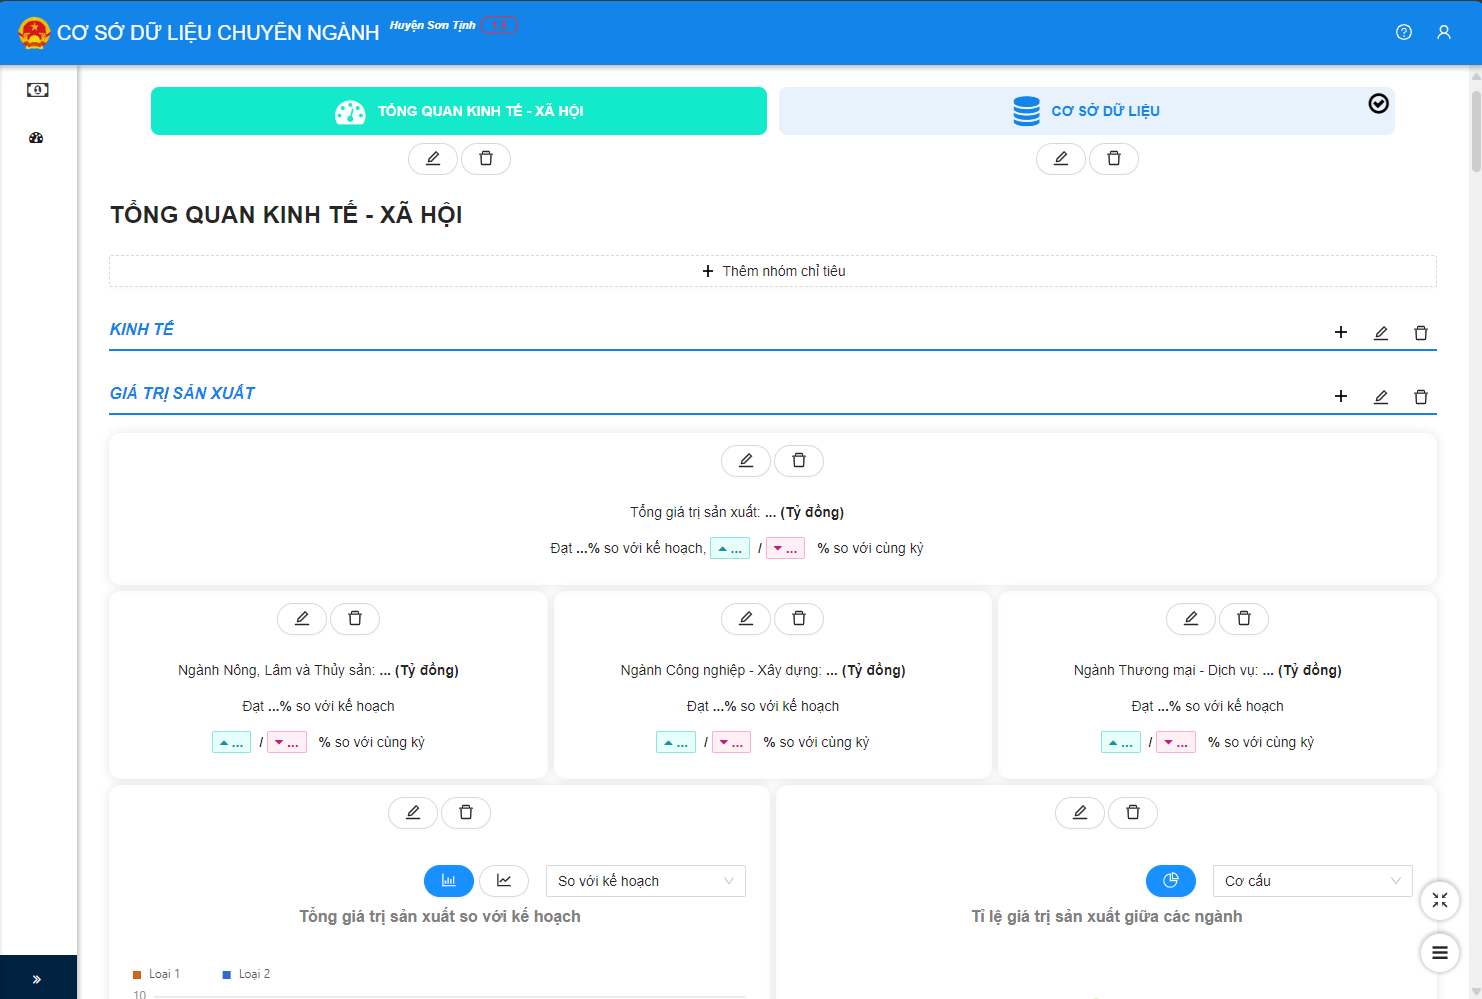 CƠ SỞ DỮ LIỆU CHUYÊN NGÀNH
Huyện Sơn Tịnh
TỔNG QUAN KINH TẾ - XÃ HỘI
CƠ SỞ DỮ LIỆU
TỔNG QUAN KINH TẾ - XÃ HỘI
Thêm nhóm chỉ tiêu
KINH TẾ
GIÁ TRỊ SẢN XUẤT
Tổng giá trị sản xuất: ... (Tỷ đồng)
Đạt ...% so với kế hoạch, ... / ... % so với cùng kỳ
Ngành Nông, Lâm và Thủy sản: ... (Tỷ đồng)
Đạt ...% so với kế hoạch
... / ... % so với cùng kỳ
Ngành Công nghiệp - Xây dựng: ... (Tỷ đồng)
Đạt ...% so với kế hoạch
... / ... % so với cùng kỳ
Ngành Thương mại - Dịch vụ: ... (Tỷ đồng)
Đạt ...% so với kế hoạch
... / ... % so với cùng kỳ
So với kế hoạch
Tổng giá trị sản xuất so với kế hoạch
Loại 1
Loại 2
10
Cơ cấu
Tỉ lệ giá trị sản xuất giữa các ngành